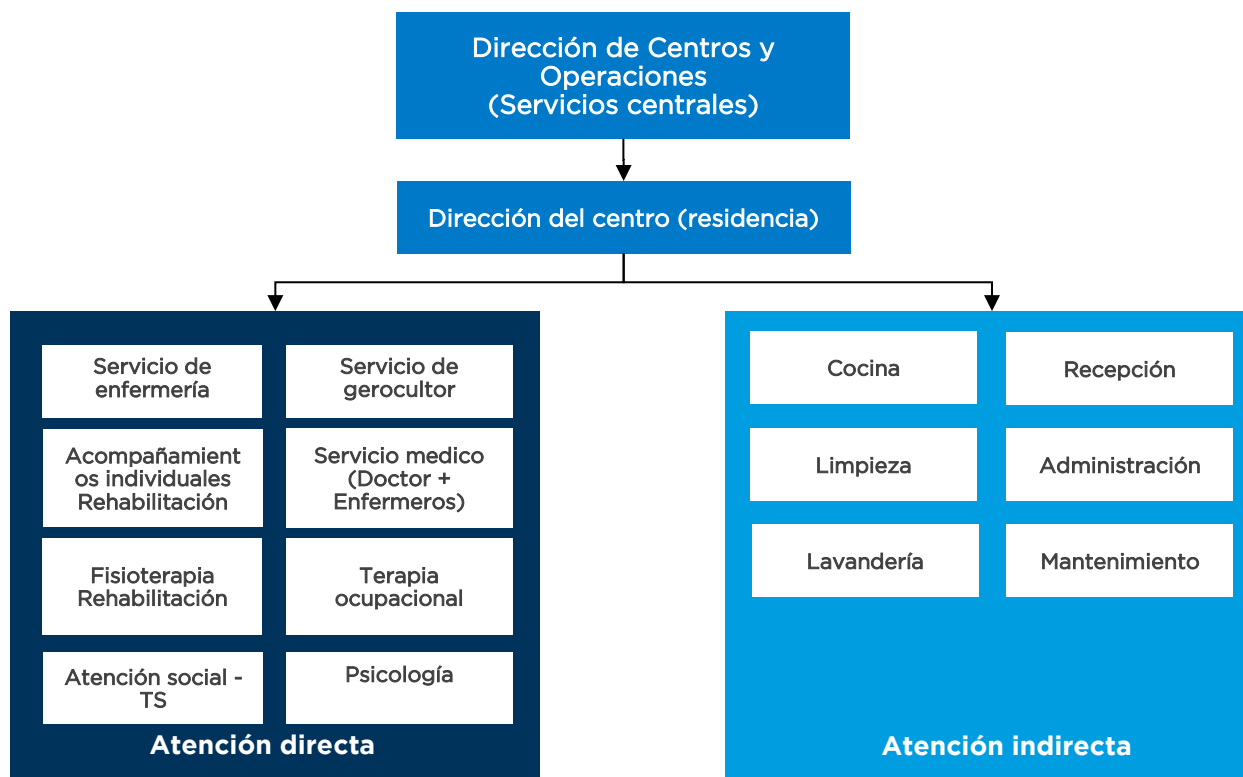 Dirección de Centros y
Operaciones
(Servicios centrales)
Dirección del centro (residencia)
Servicio de
enfermería
Servicio de
gerocultor
Acompañamient
os individuales
Rehabilitación
Servicio medico
(Doctor +
Enfermeros)
Fisioterapia
Rehabilitación
Terapia
ocupacional
Atención social -
TS
Psicología
Atención directa
Cocina
Recepción
Limpieza
Administración
Lavandería
Mantenimiento
Atención indirecta